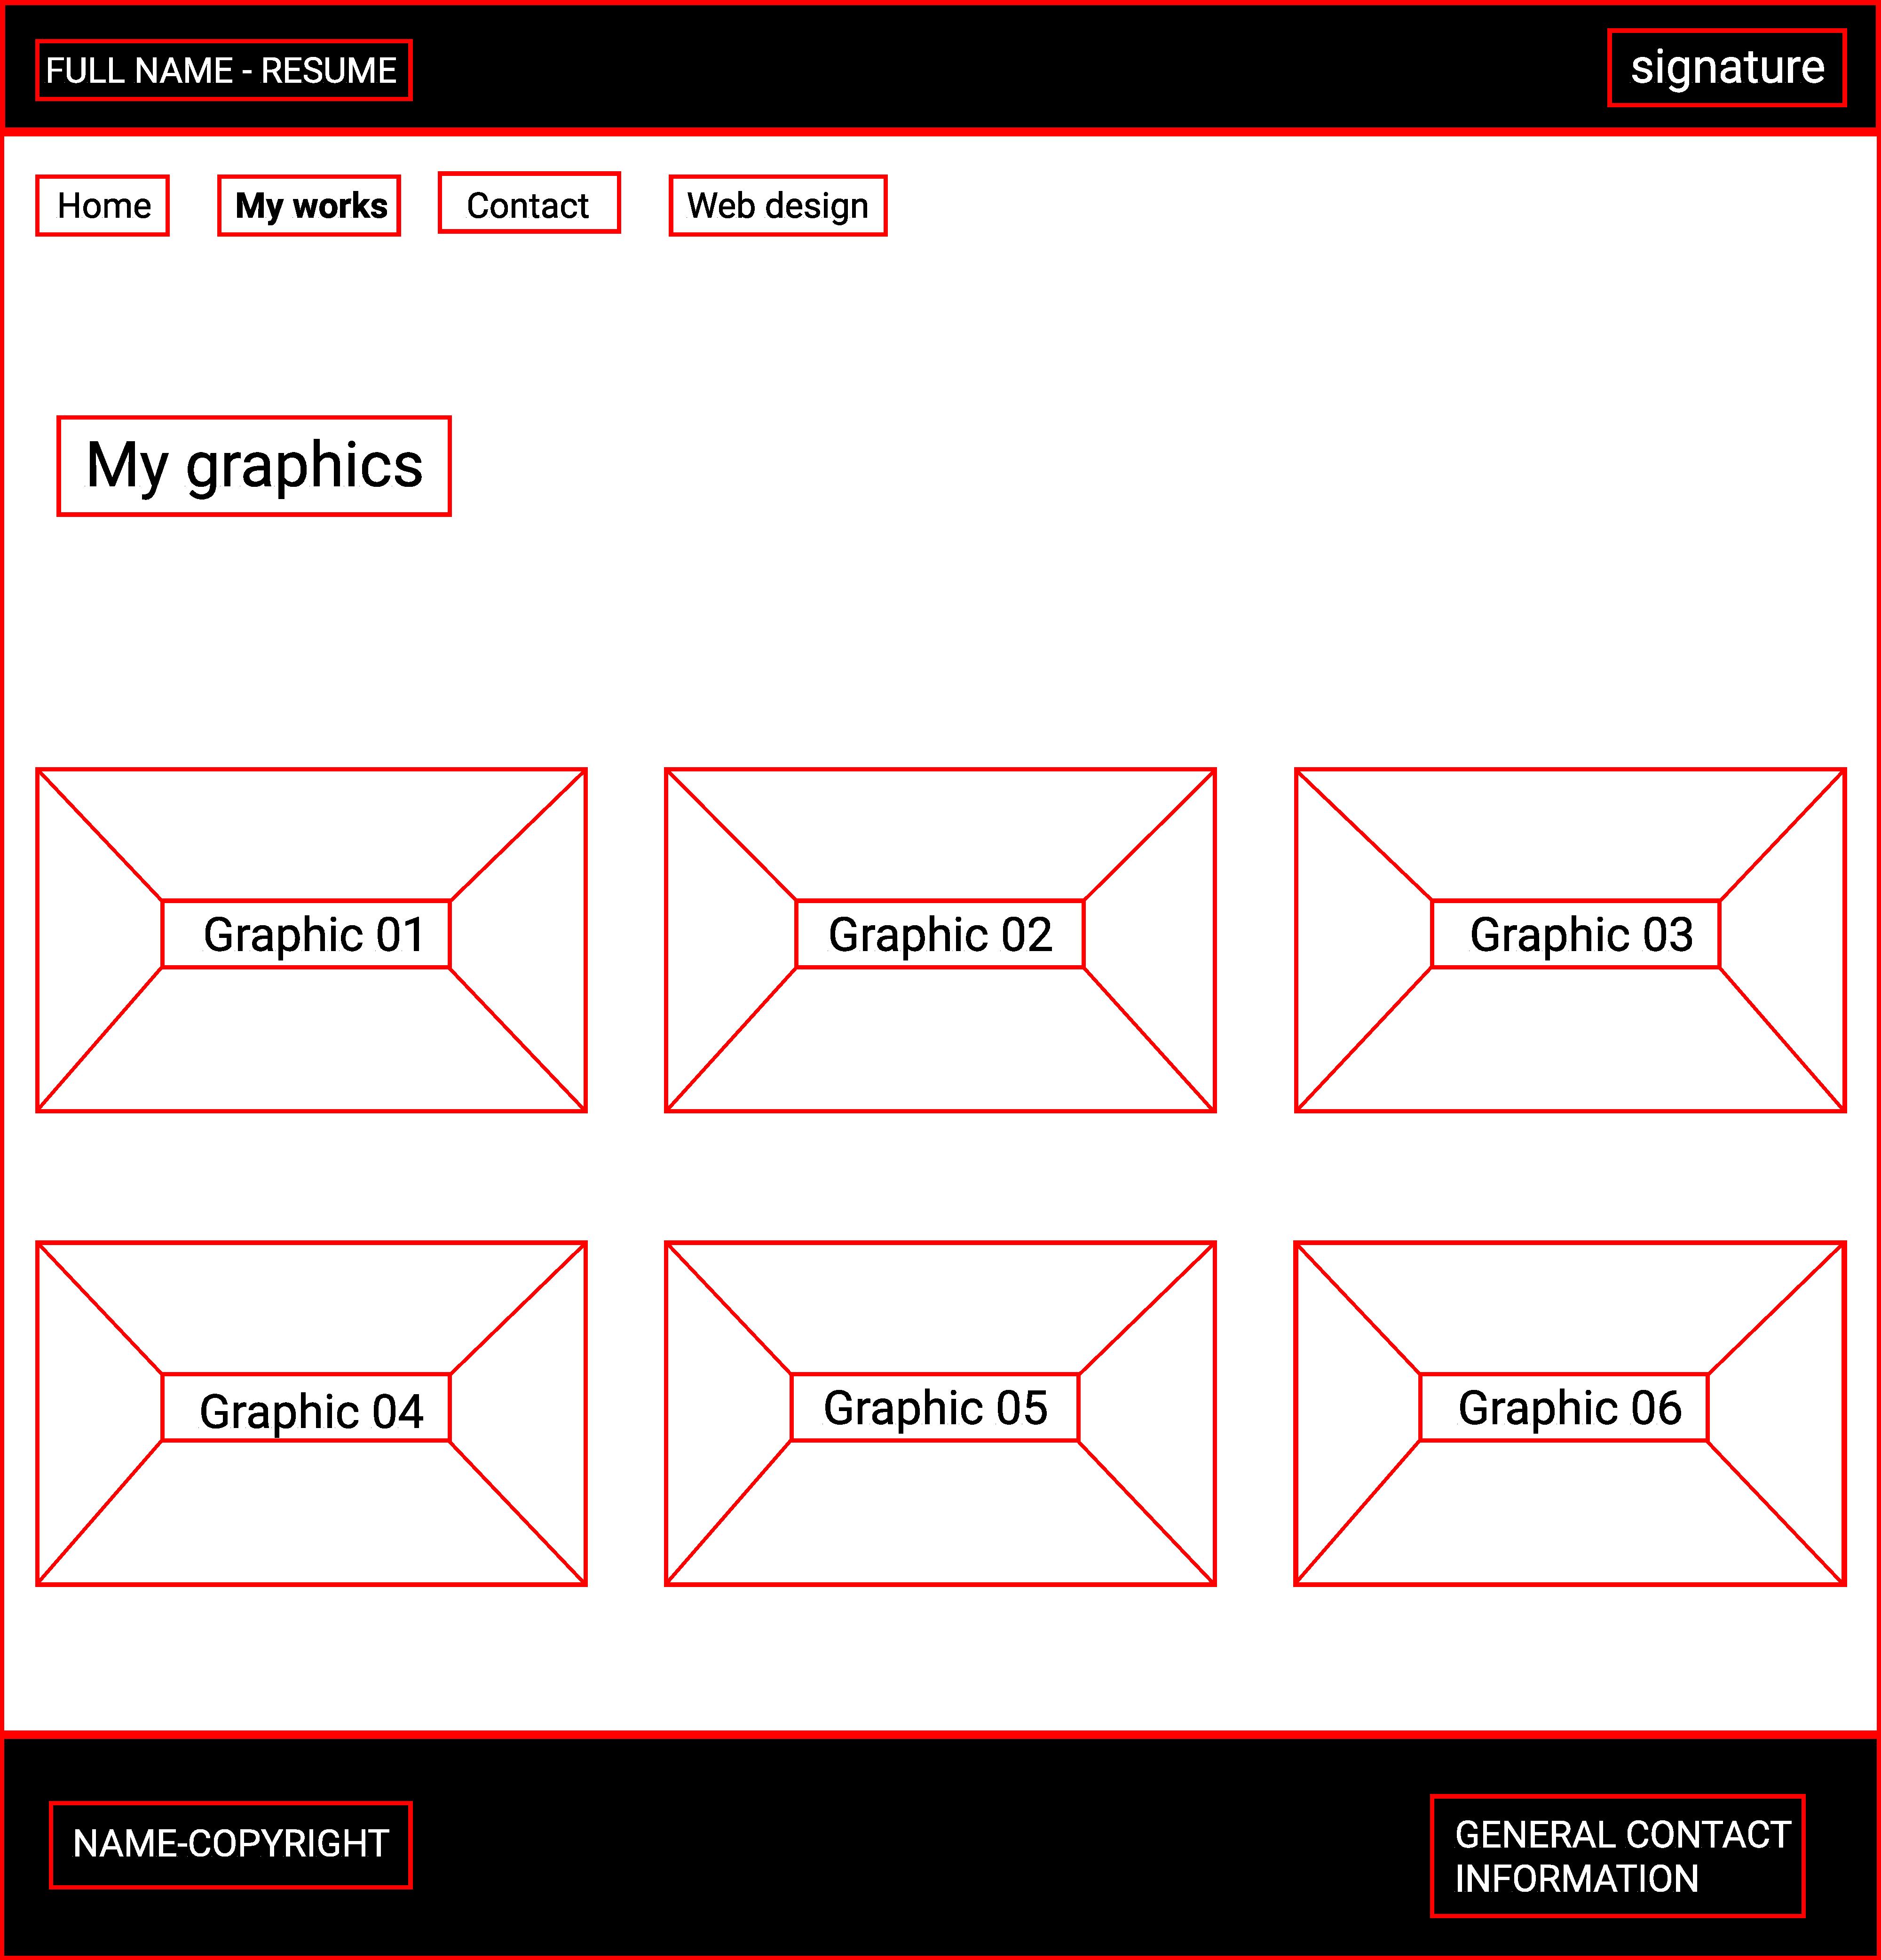 FULL NAME - RESUME
signature
Home
My works
Contact
Web design
My graphics
Graphic 01
Graphic 02
Graphic 03
Graphic 04
Graphic 05
Graphic 06
NAME-COPYRIGHT
GENERAL CONTACT
INFORMATION